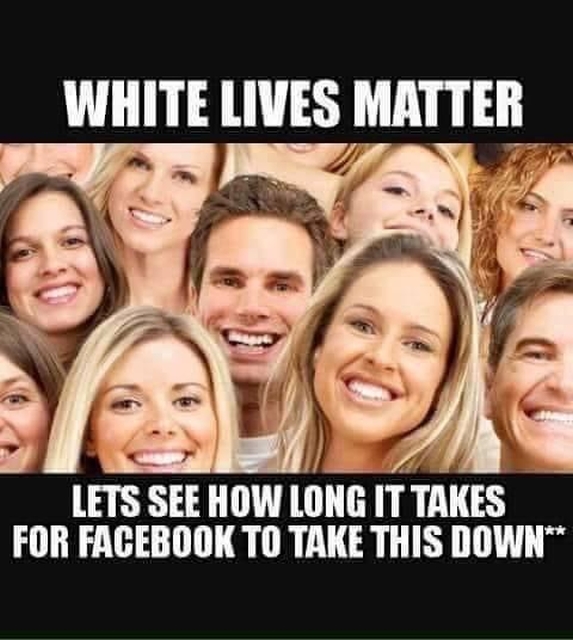 WHITE LIVES MATTER
LETS SEE HOW LONG IT TAKES
FOR FACEBOOK TO TAKE THIS DOWN**